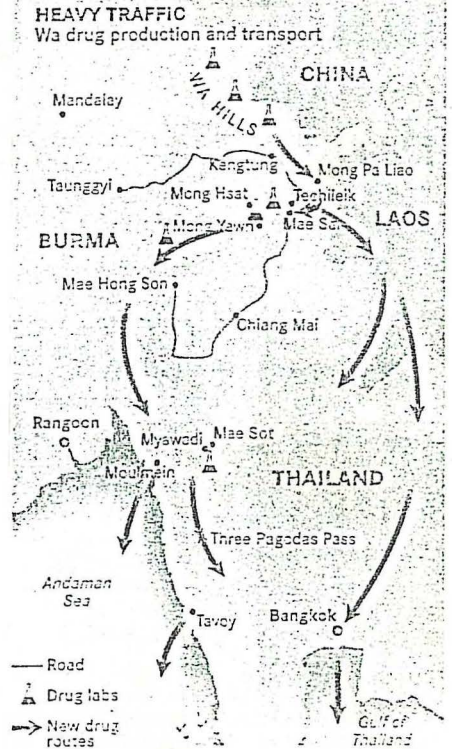 HEAVY TRAFFIC
Wa drug production and transport
CHINA
WA HILLS
Mandalay
Kengtung
Mong Pa Liao
Taunggyi
Mong Hsat
Techileik
LAOS
Mong Yawn
Mae Sai
BURMA
Mae Hong Son
Chiang Mai
Rangoon
Myawadi
Mae Sot
Moulmein
THAILAND
Three Pagodas Pass
Andaman
Sea
Tavoy
Bangkok
Road
Drug labs
New drug
routes
Gulf of
Thailand